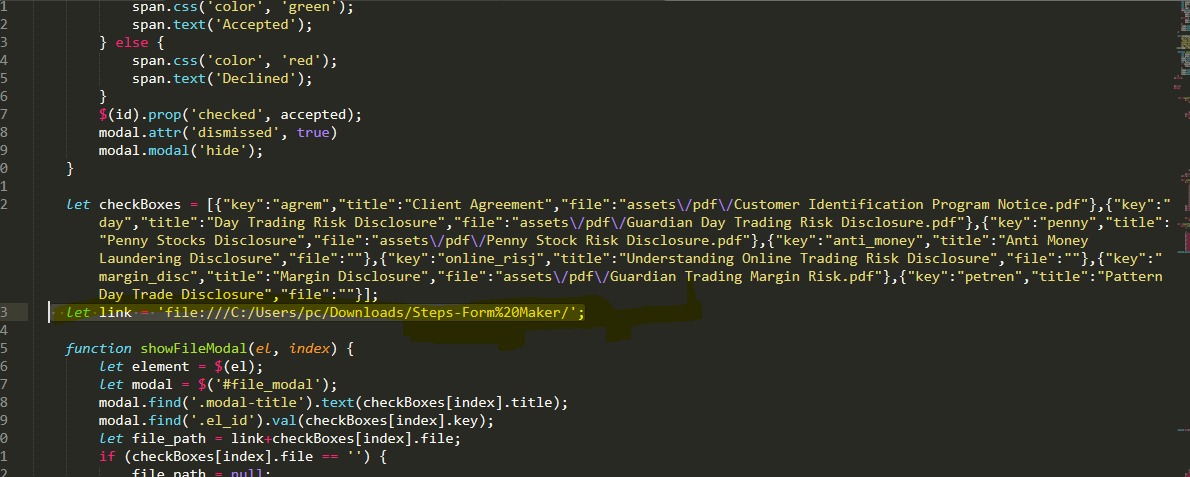 1 span.css('color', 'green');
2 span.text('Accepted');
3 } else {
4 span.css('color', 'red');
5 span.text('Declined');
6 }
7 $(id).prop('checked', accepted);
8 modal.attr('dismissed', true)
9 modal.modal('hide');
0 }
1
2 let checkBoxes = [{"key":"agrem","title":"Client Agreement","file":"assets\/pdf\/Customer Identification Program Notice.pdf"},{"key":"
day","title":"Day Trading Risk Disclosure","file":"assets\/pdf\/Guardian Day Trading Risk Disclosure.pdf"},{"key":"penny","title":
"Penny Stocks Disclosure","file":"assets\/pdf\/Penny Stock Risk Disclosure.pdf"},{"key":"anti_money","title":"Anti Money
Laundering Disclosure","file":""},{"key":"online_risj","title":"Understanding Online Trading Risk Disclosure","file":""},{"key":"
margin_disc","title":"Margin Disclosure","file":"assets\/pdf\/Guardian Trading Margin Risk.pdf"},{"key":"petren","title":"Pattern
Day Trade Disclosure","file":""}];
3 let link = 'file:///C:/Users/pc/Downloads/Steps-Form%20Maker/';
4
5 function showFileModal(el, index) {
6 let element = $(el);
7 let modal = $('#file_modal');
8 modal.find('.modal-title').text(checkBoxes[index].title);
9 modal.find('.el_id').val(checkBoxes[index].key);
0 let file_path = link+checkBoxes[index].file;
1 if (checkBoxes[index].file == '') {
2 file_path = null;